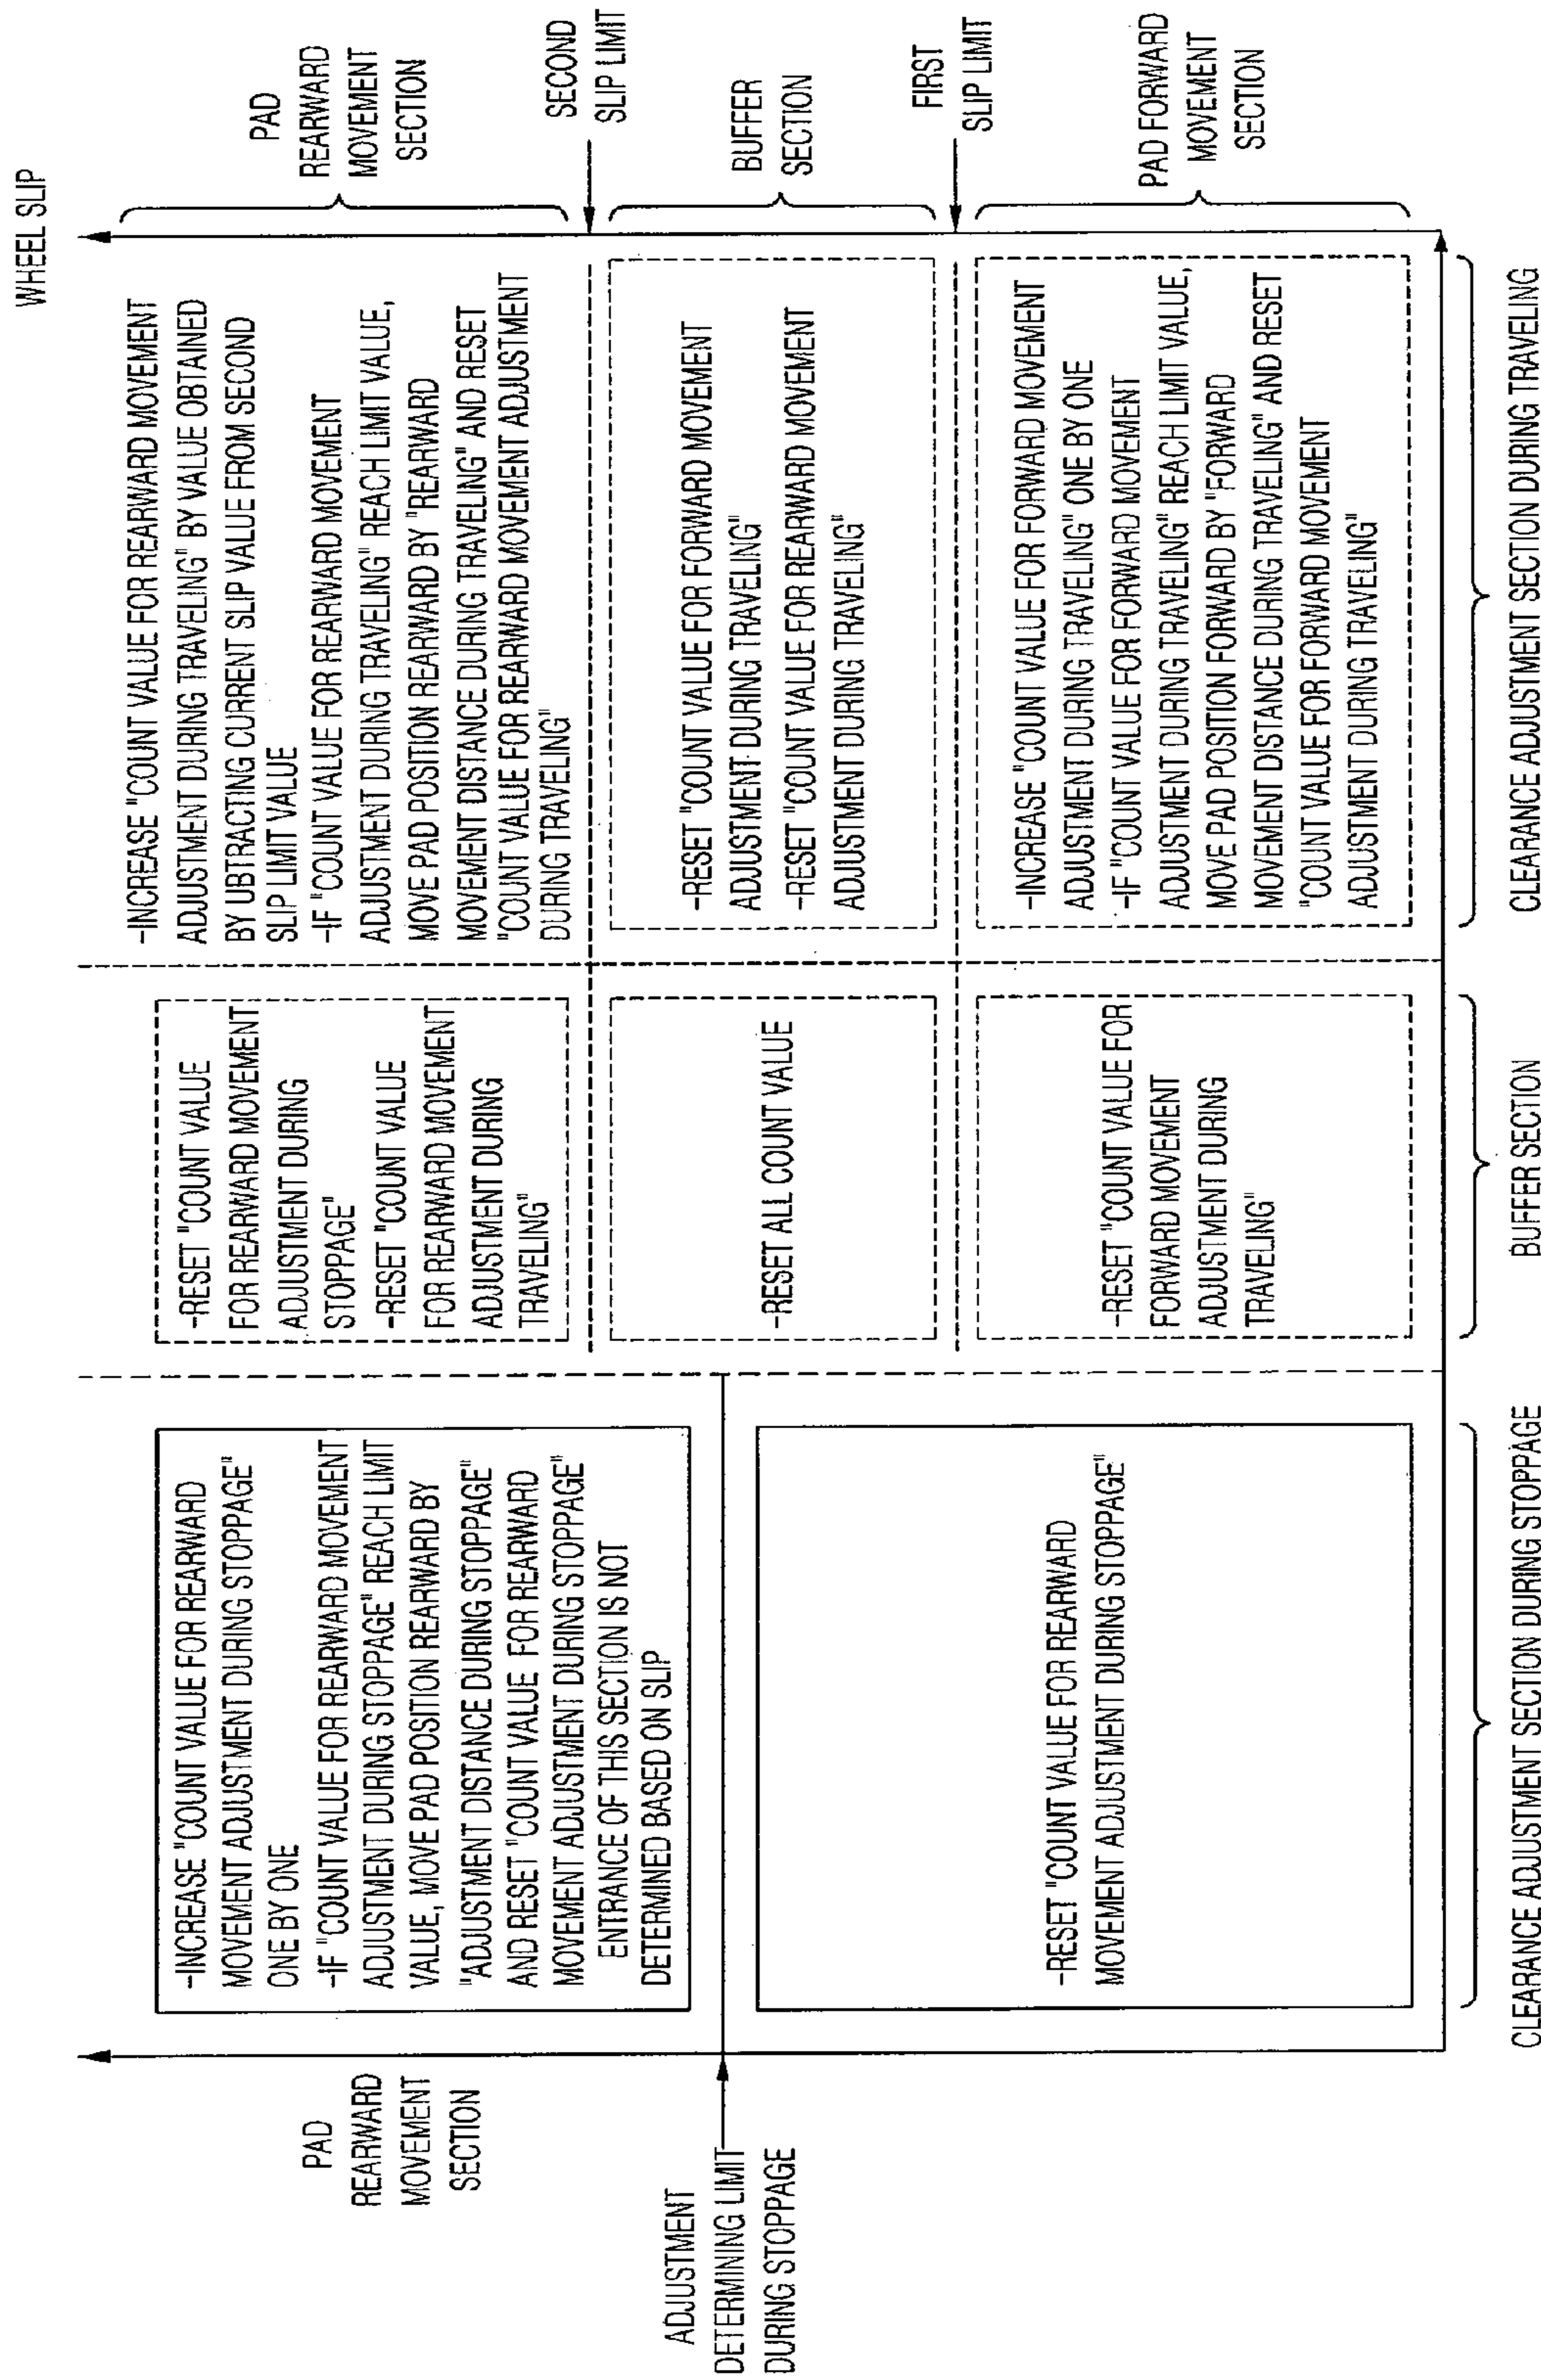 WHEEL SLIP
PAD
REARWARD
MOVEMENT
SECTION
ADJUSTMENT
DETERMINING LIMIT
DURING STOPPAGE
-INCREASE "COUNT VALUE FOR REARWARD
MOVEMENT ADJUSTMENT DURING STOPPAGE"
ONE BY ONE
-IF "COUNT VALUE FOR REARWARD MOVEMENT
ADJUSTMENT DURING STOPPAGE" REACH LIMIT
VALUE, MOVE PAD POSITION REARWARD BY
"ADJUSTMENT DISTANCE DURING STOPPAGE"
AND RESET "COUNT VALUE FOR REARWARD
MOVEMENT ADJUSTMENT DURING STOPPAGE"
ENTRANCE OF THIS SECTION IS NOT
DETERMINED BASED ON SLIP
-RESET "COUNT VALUE FOR REARWARD
MOVEMENT ADJUSTMENT DURING STOPPAGE"
-RESET "COUNT VALUE
FOR REARWARD MOVEMENT
ADJUSTMENT DURING
STOPPAGE"
-RESET "COUNT VALUE
FOR REARWARD MOVEMENT
ADJUSTMENT DURING
TRAVELING"
-RESET ALL COUNT VALUE
-RESET "COUNT VALUE FOR
FORWARD MOVEMENT
ADJUSTMENT DURING
TRAVELING"
-INCREASE "COUNT VALUE FOR REARWARD MOVEMENT
ADJUSTMENT DURING TRAVELING" BY VALUE OBTAINED
BY UBTRACTING CURRENT SLIP VALUE FROM SECOND
SLIP LIMIT VALUE
-IF "COUNT VALUE FOR REARWARD MOVEMENT
ADJUSTMENT DURING TRAVELING" REACH LIMIT VALUE,
MOVE PAD POSITION REARWARD BY "REARWARD
MOVEMENT DISTANCE DURING TRAVELING" AND RESET
"COUNT VALUE FOR REARWARD MOVEMENT ADJUSTMENT
DURING TRAVELING"
-RESET "COUNT VALUE FOR FORWARD MOVEMENT
ADJUSTMENT DURING TRAVELING"
-RESET "COUNT VALUE FOR REARWARD MOVEMENT
ADJUSTMENT DURING TRAVELING"
-INCREASE "COUNT VALUE FOR FORWARD MOVEMENT
ADJUSTMENT DURING TRAVELING" ONE BY ONE
-IF "COUNT VALUE FOR FORWARD MOVEMENT
ADJUSTMENT DURING TRAVELING" REACH LIMIT VALUE,
MOVE PAD POSITION FORWARD BY "FORWARD
MOVEMENT DISTANCE DURING TRAVELING" AND RESET
"COUNT VALUE FOR FORWARD MOVEMENT
ADJUSTMENT DURING TRAVELING"
PAD
REARWARD
MOVEMENT
SECTION
SECOND
SLIP LIMIT
BUFFER
SECTION
FIRST
SLIP LIMIT
PAD FORWARD
MOVEMENT
SECTION
CLEARANCE ADJUSTMENT SECTION DURING STOPPAGE
BUFFER SECTION
CLEARANCE ADJUSTMENT SECTION DURING TRAVELING